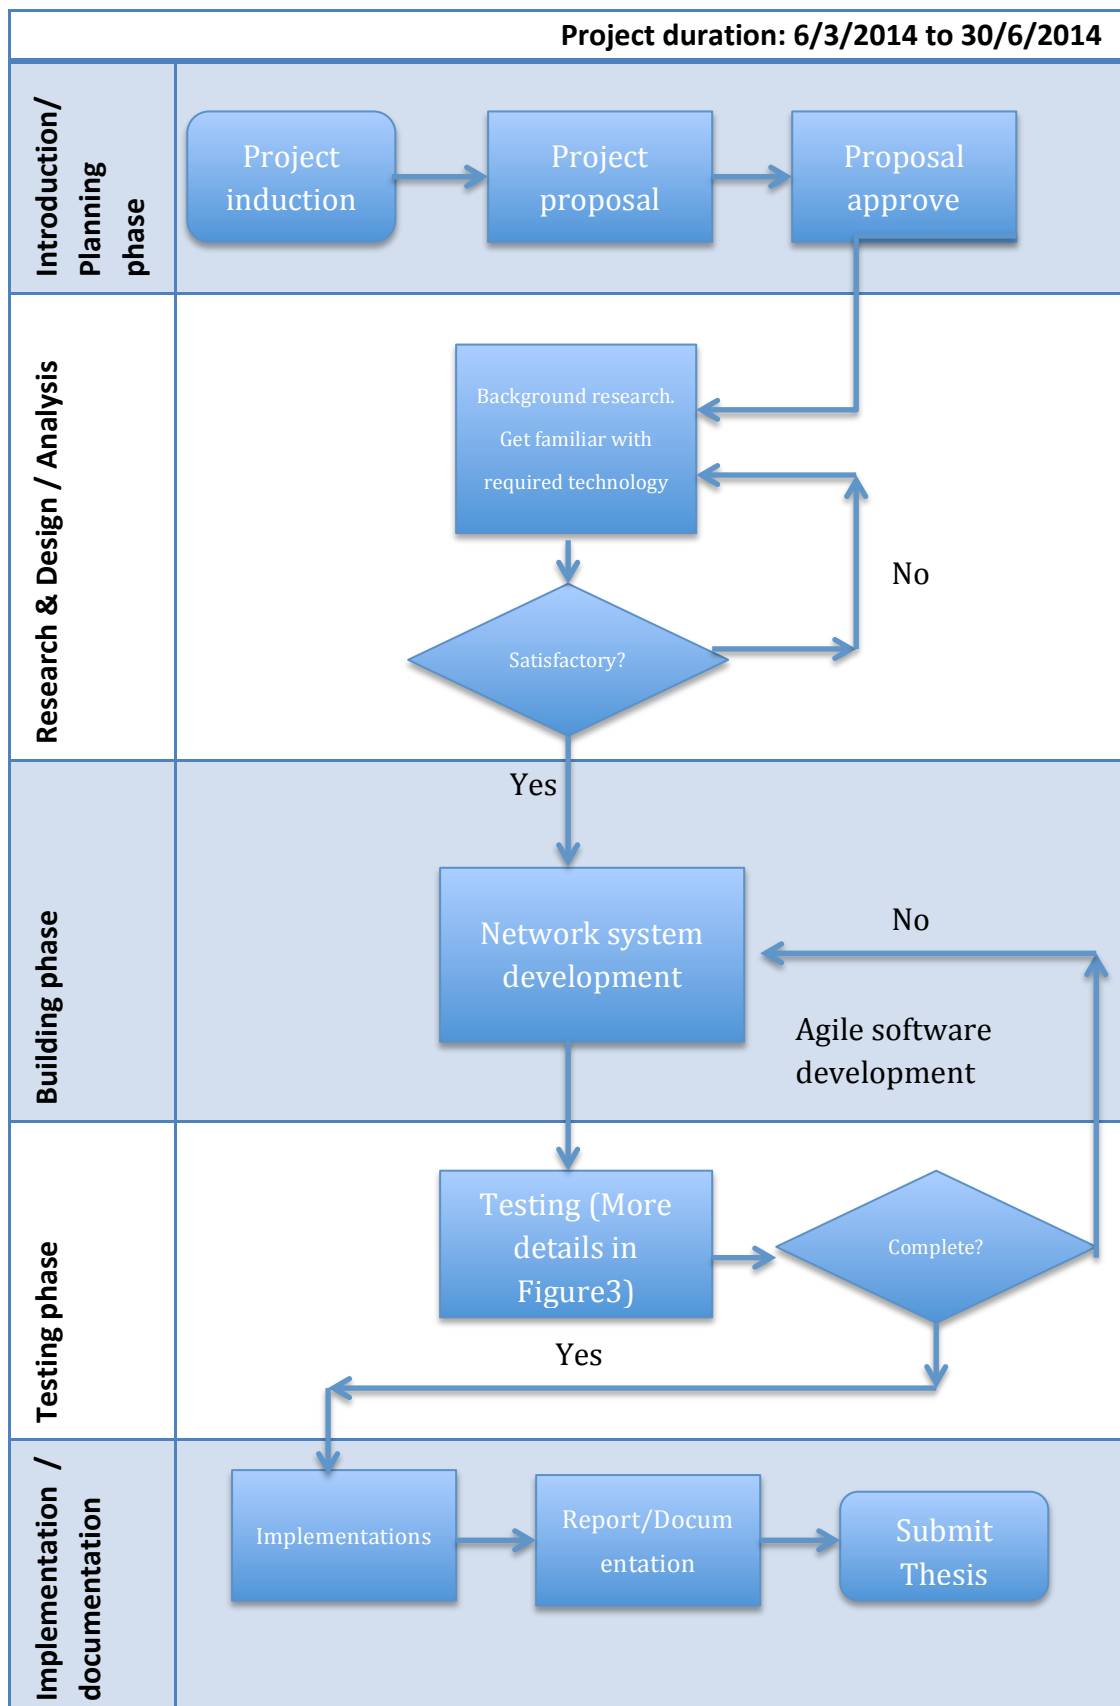 Project duration: 6/3/2014 to 30/6/2014
Introduction/
Planning
phase
Project
induction
Project
proposal
Proposal
approve
Research & Design / Analysis
Background research.
Get familiar with
required technology
No
Satisfactory?
Yes
Building phase
Network system
development
No
Agile software
development
Testing phase
Testing (More
details in
Figure3)
Complete?
Yes
Implementation /
documentation
Implementations
Report/Docum
entation
Submit
Thesis